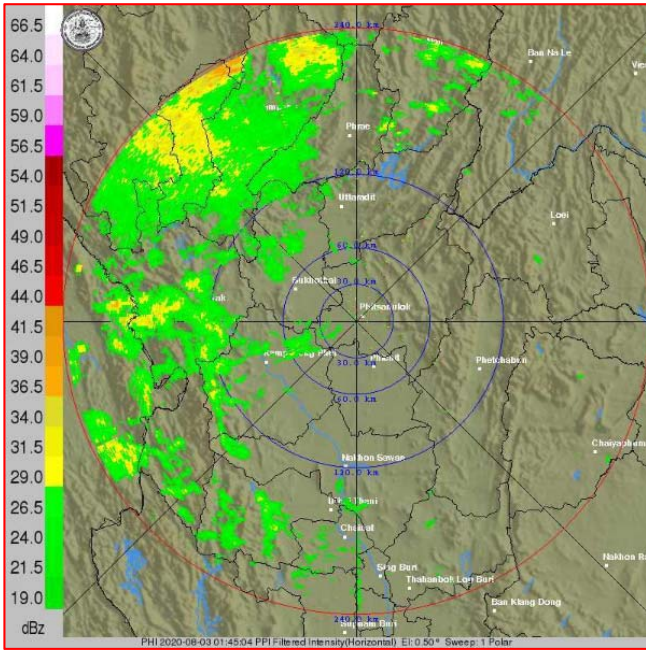 66.5
64.0
61.5
59.0
56.5
54.0
51.5
49.0
46.5
44.0
41.5
39.0
36.5
34.0
31.5
29.0
26.5
24.0
21.5
19.0
dBz
240.0 km
Ban Na Le
Phrae
120.0 km
Uttaradit
Loei
60.0 km
Sukhothai
30.0 km
Phitsanulok
Phetchabun
30.0 km
60.0 km
Chaiyaphum
Nakhon Sawan
120.0 km
Chainat
Sing Buri
Thahanbok Lop Buri
Ban Klang Dong
240.0 km
PHI 2020-08-03 01:45:04 PPI Filtered Intensity(Horizontal) El: 0.50° Sweep: 1 Polar